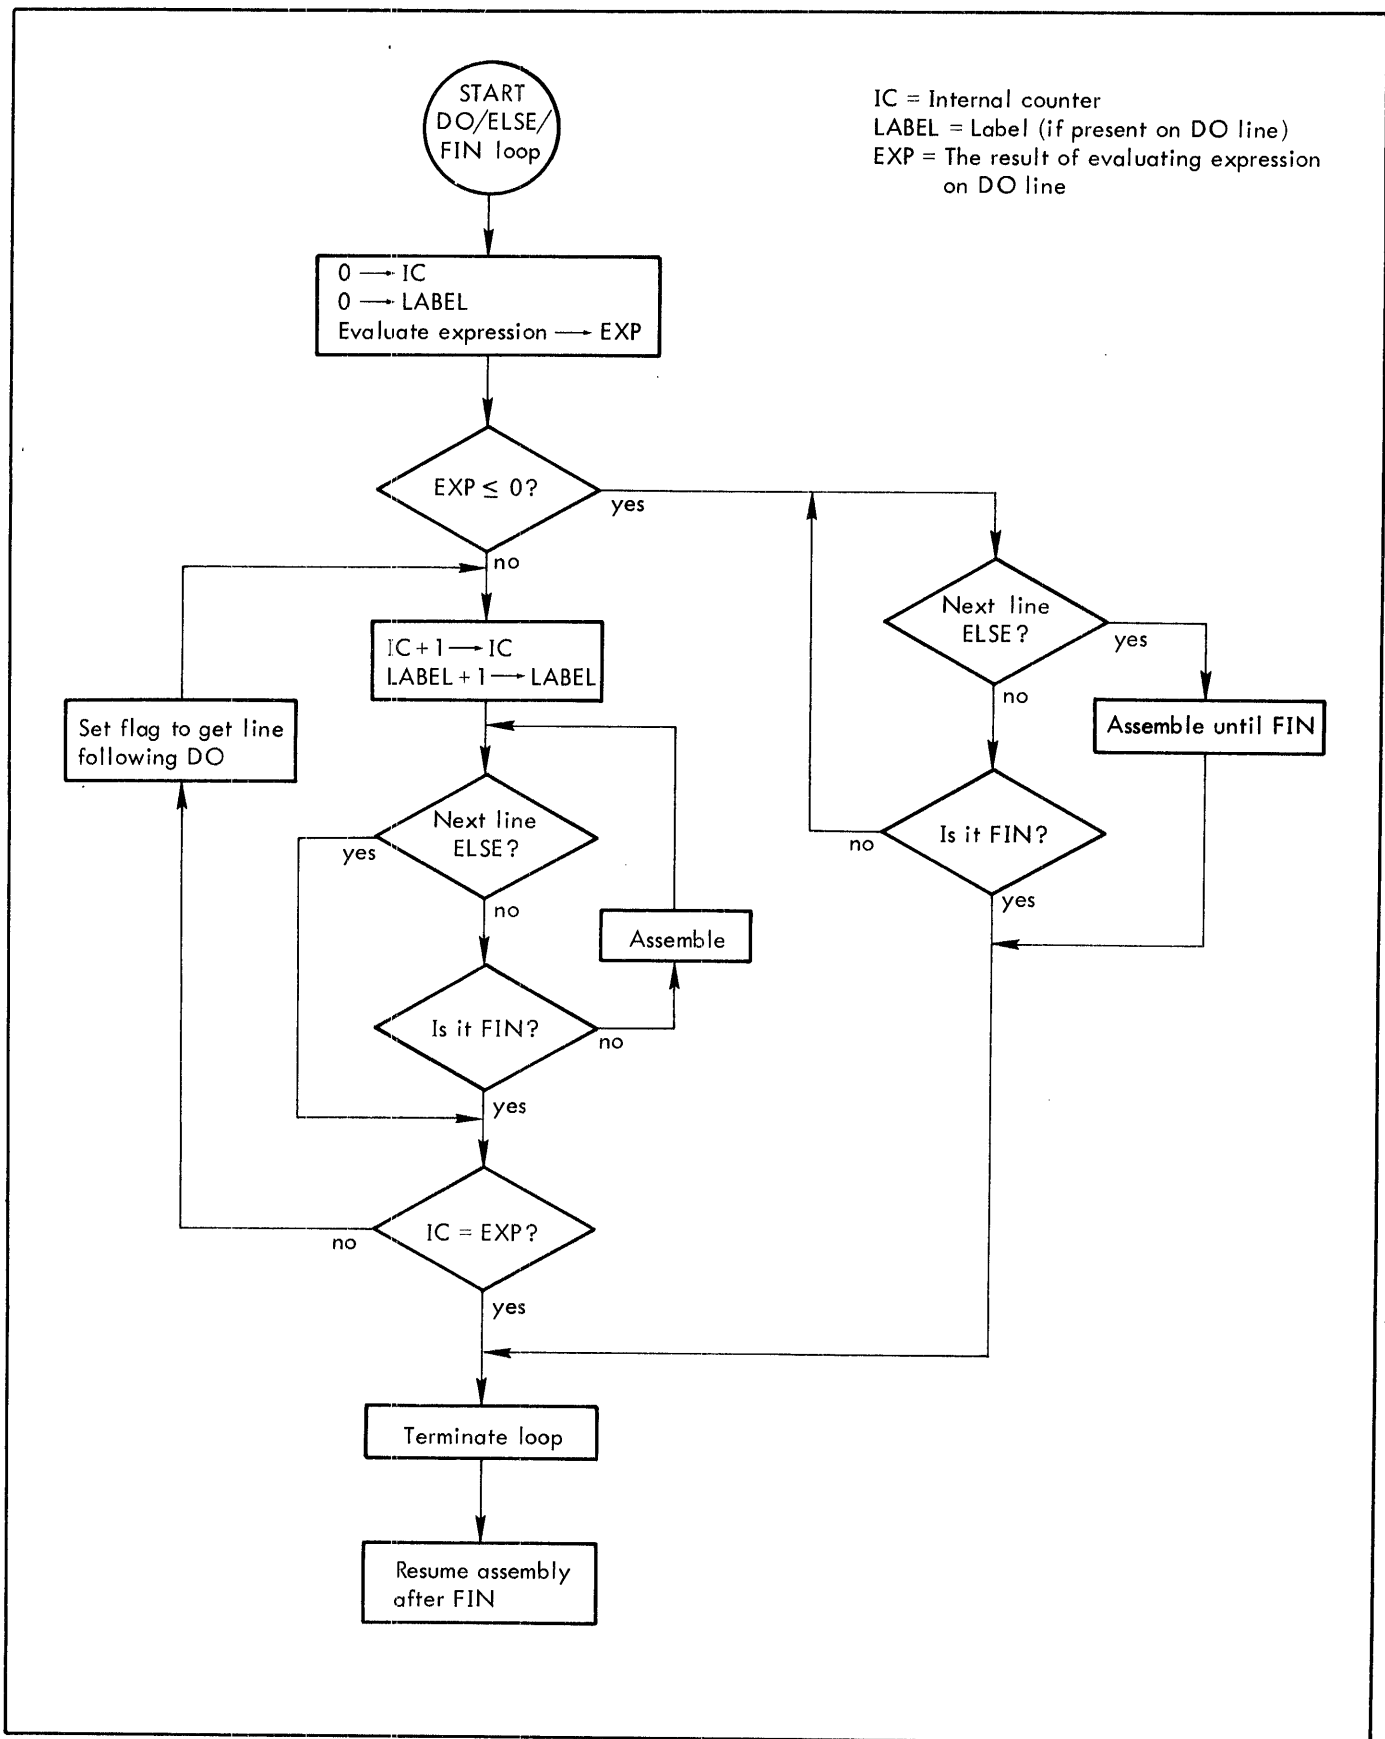 START
DO/ELSE/
FIN loop
IC = Internal counter
LABEL = Label (if present on DO line)
EXP = The result of evaluating expression
on DO line
0 → IC
0 → LABEL
Evaluate expression → EXP
EXP ≤ 0?
yes
no
Next line
ELSE?
yes
no
IC + 1 → IC
LABEL + 1 → LABEL
Set flag to get line
following DO
Assemble until FIN
Next line
ELSE?
yes
no
Is it FIN?
no
yes
Assemble
Is it FIN?
no
yes
IC = EXP?
no
yes
Terminate loop
Resume assembly
after FIN